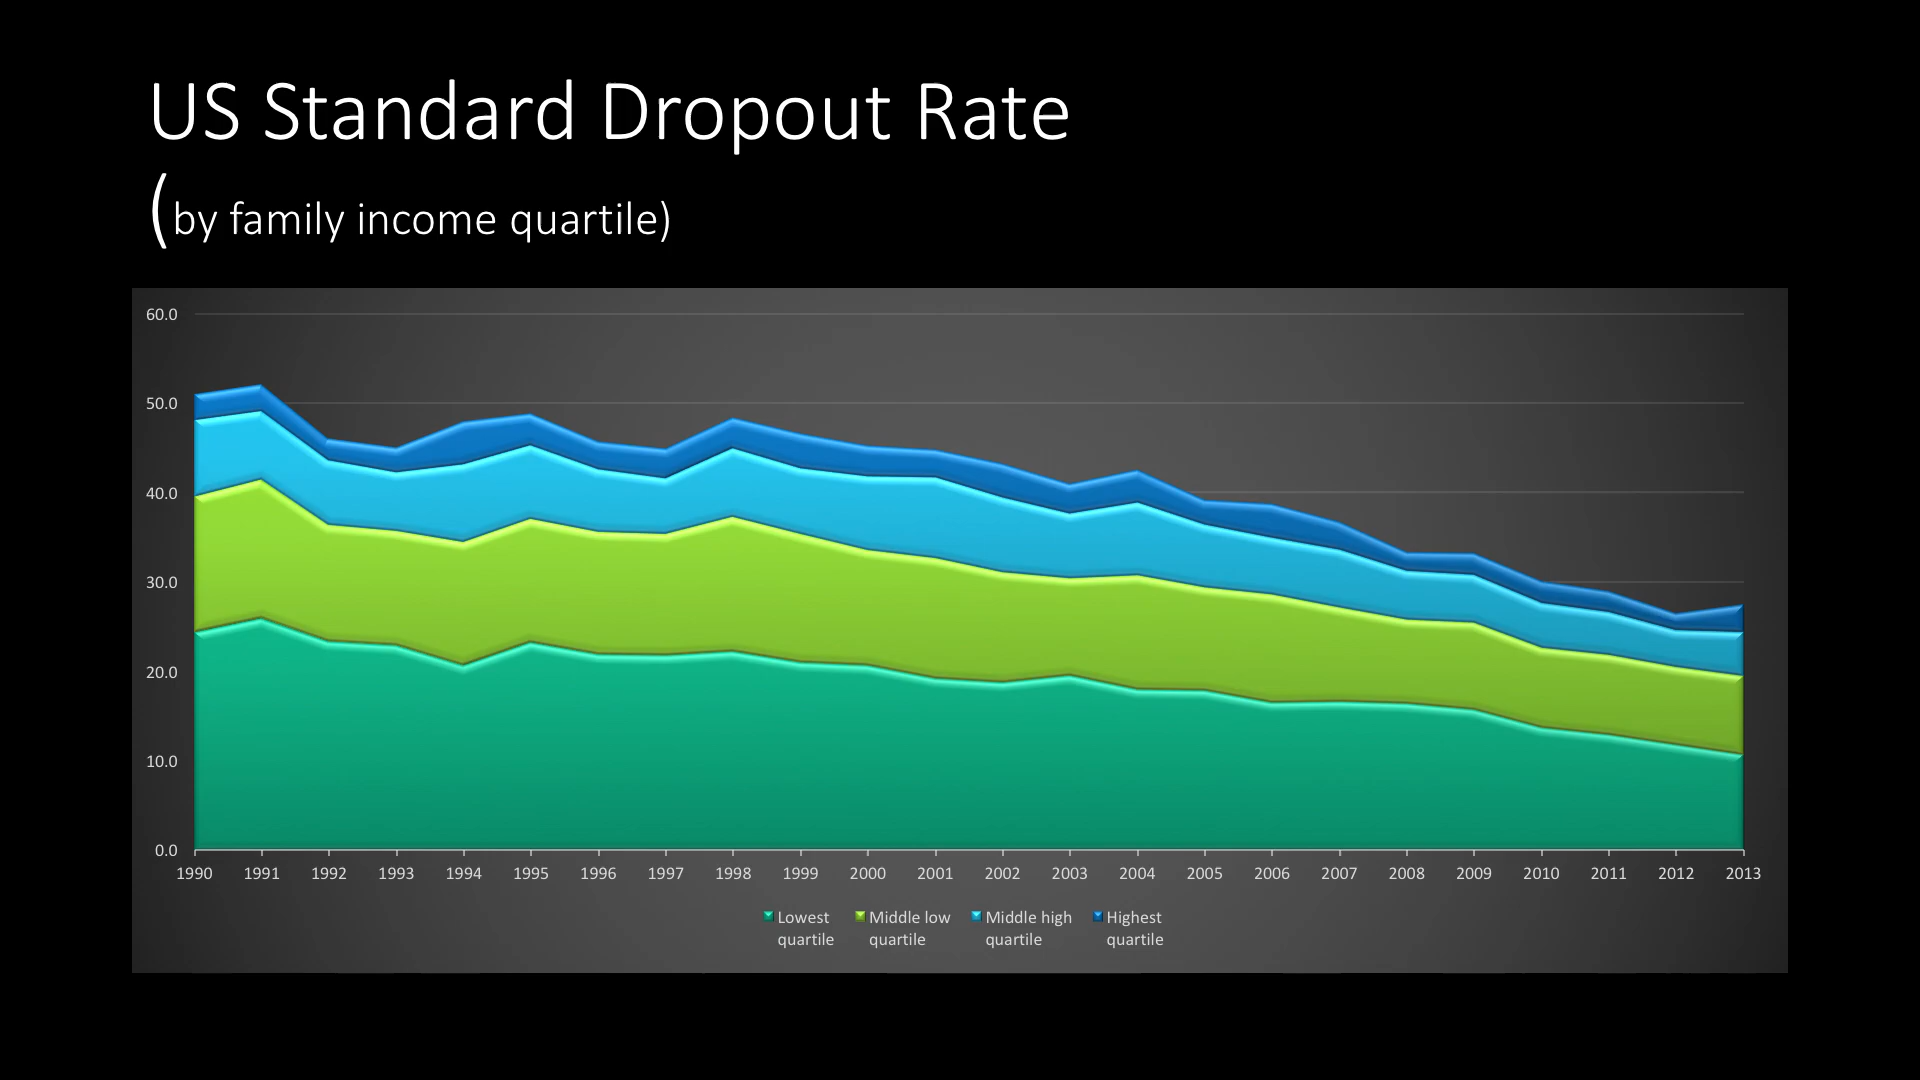 US Standard Dropout Rate
(by family income quartile)
60.0
50.0
40.0
30.0
20.0
10.0
0.0
1990 1991 1992 1993 1994 1995 1996 1997 1998 1999 2000 2001 2002 2003 2004 2005 2006 2007 2008 2009 2010 2011 2012 2013
Lowest quartile
Middle low quartile
Middle high quartile
Highest quartile